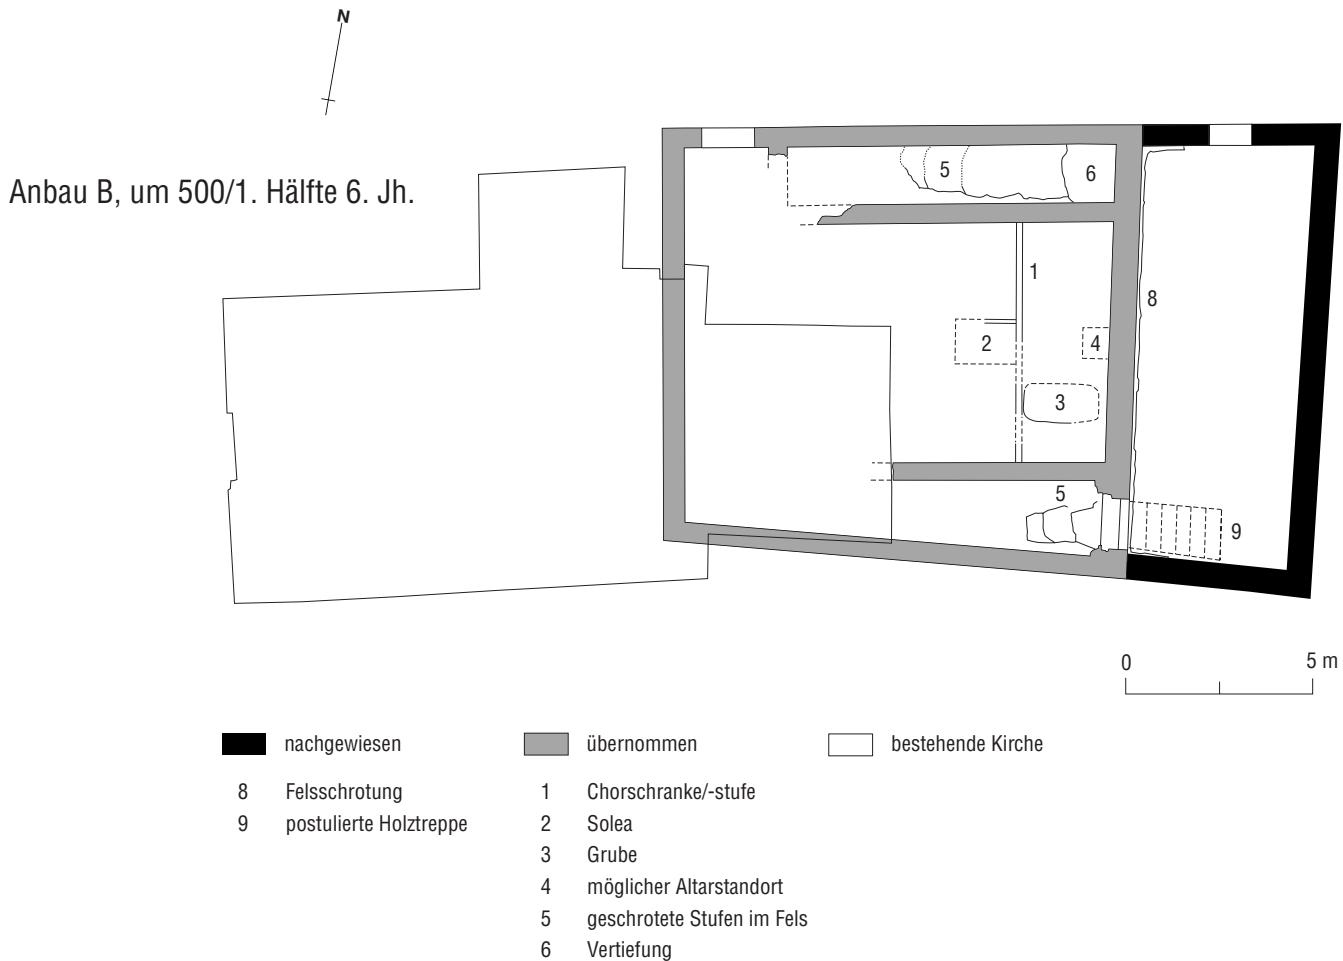 N
Anbau B, um 500/1. Hälfte 6. Jh.
5
6
1
8
2
4
3
5
9
0 5 m
nachgewiesen
8 Felsschrotung
9 postulierte Holztreppe
übernommen
1 Chorschranke/-stufe
2 Solea
3 Grube
4 möglicher Altarstandort
5 geschrotete Stufen im Fels
6 Vertiefung
bestehende Kirche